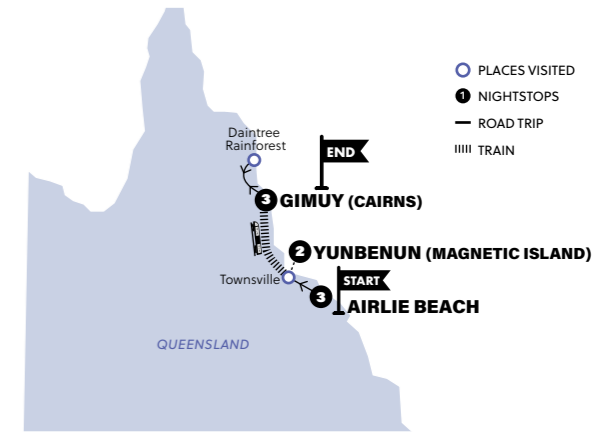 PLACES VISITED
1 NIGHTSTOPS
ROAD TRIP
TRAIN
Daintree
Rainforest
END
3 GIMUY (CAIRNS)
2 YUNBENUN (MAGNETIC ISLAND)
Townsville
START
3 AIRLIE BEACH
QUEENSLAND